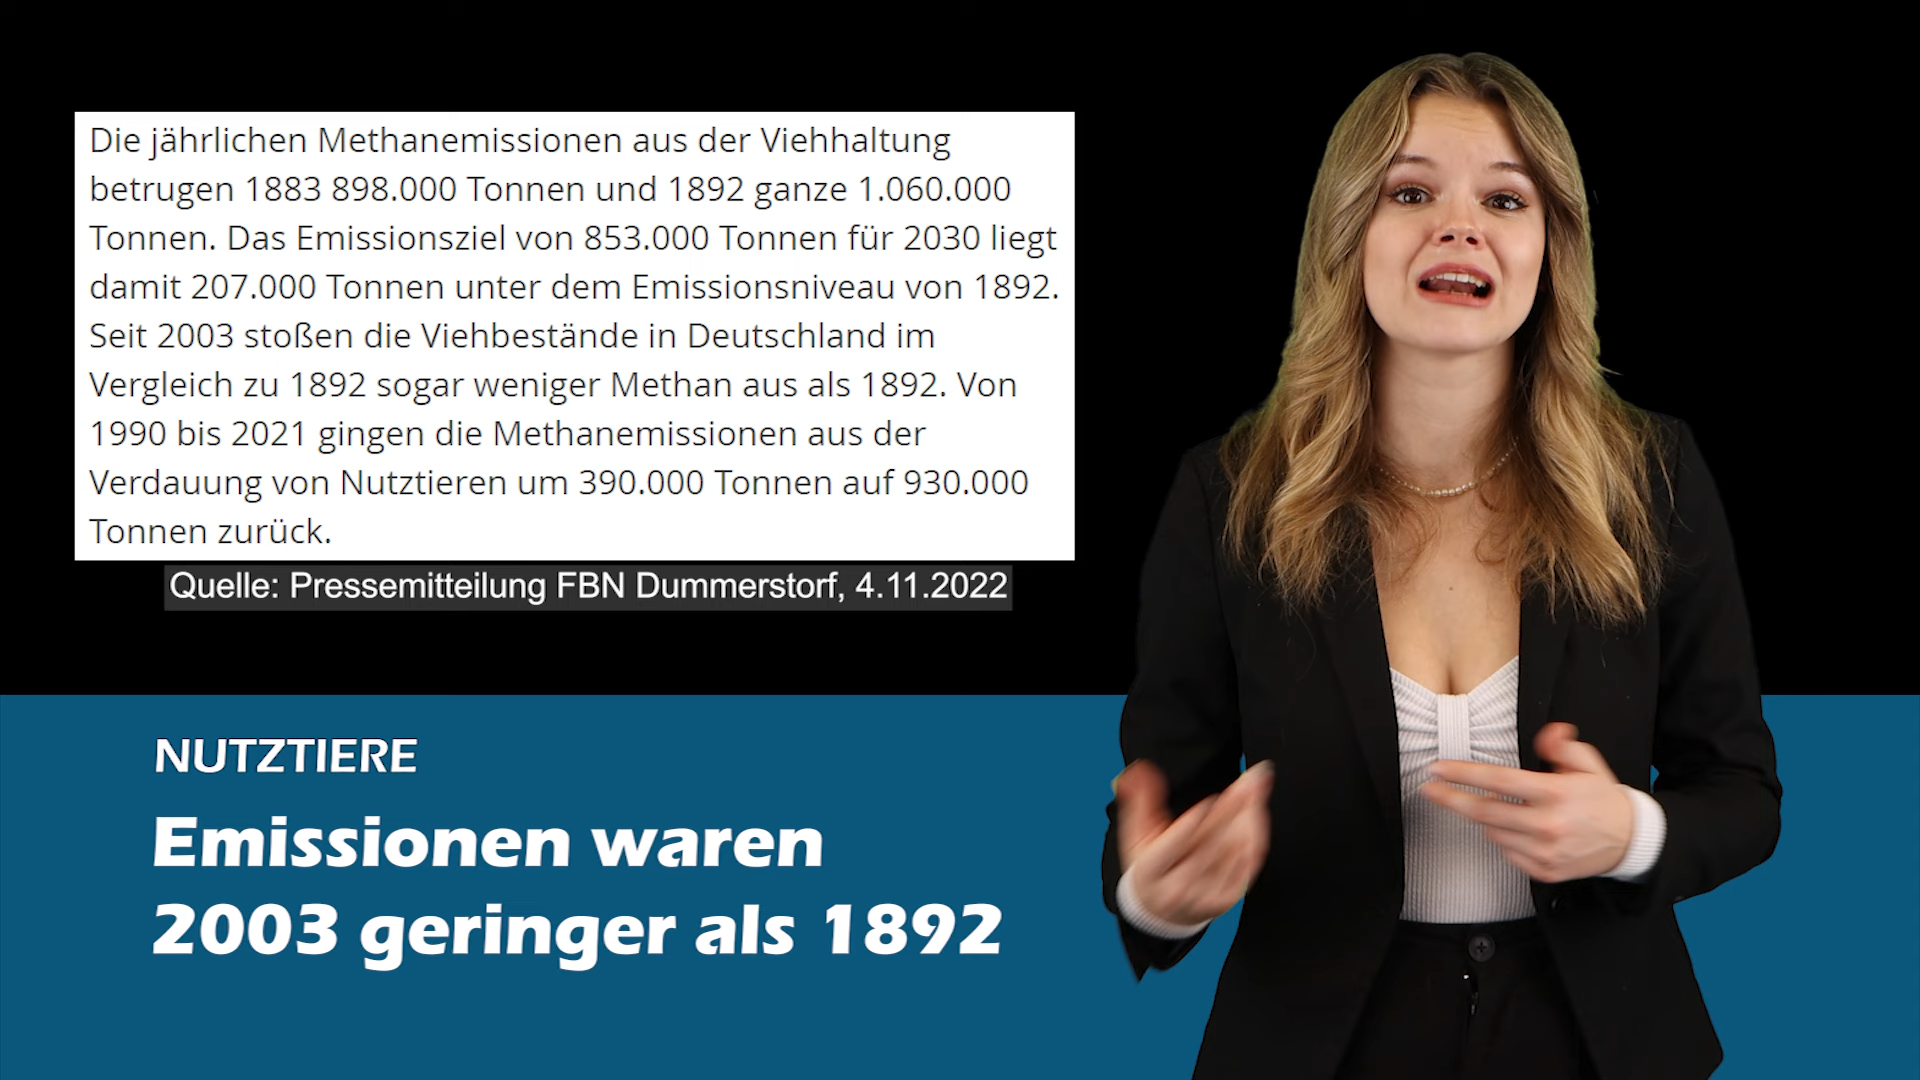 Die jährlichen Methanemissionen aus der Viehhaltung
betrugen 1883 898.000 Tonnen und 1892 ganze 1.060.000
Tonnen. Das Emissionsziel von 853.000 Tonnen für 2030 liegt
damit 207.000 Tonnen unter dem Emissionsniveau von 1892.
Seit 2003 stoßen die Viehbestände in Deutschland im
Vergleich zu 1892 sogar weniger Methan aus als 1892. Von
1990 bis 2021 gingen die Methanemissionen aus der
Verdauung von Nutztieren um 390.000 Tonnen auf 930.000
Tonnen zurück.
Quelle: Pressemitteilung FBN Dummerstorf, 4.11.2022
NUTZTIERE
Emissionen waren
2003 geringer als 1892